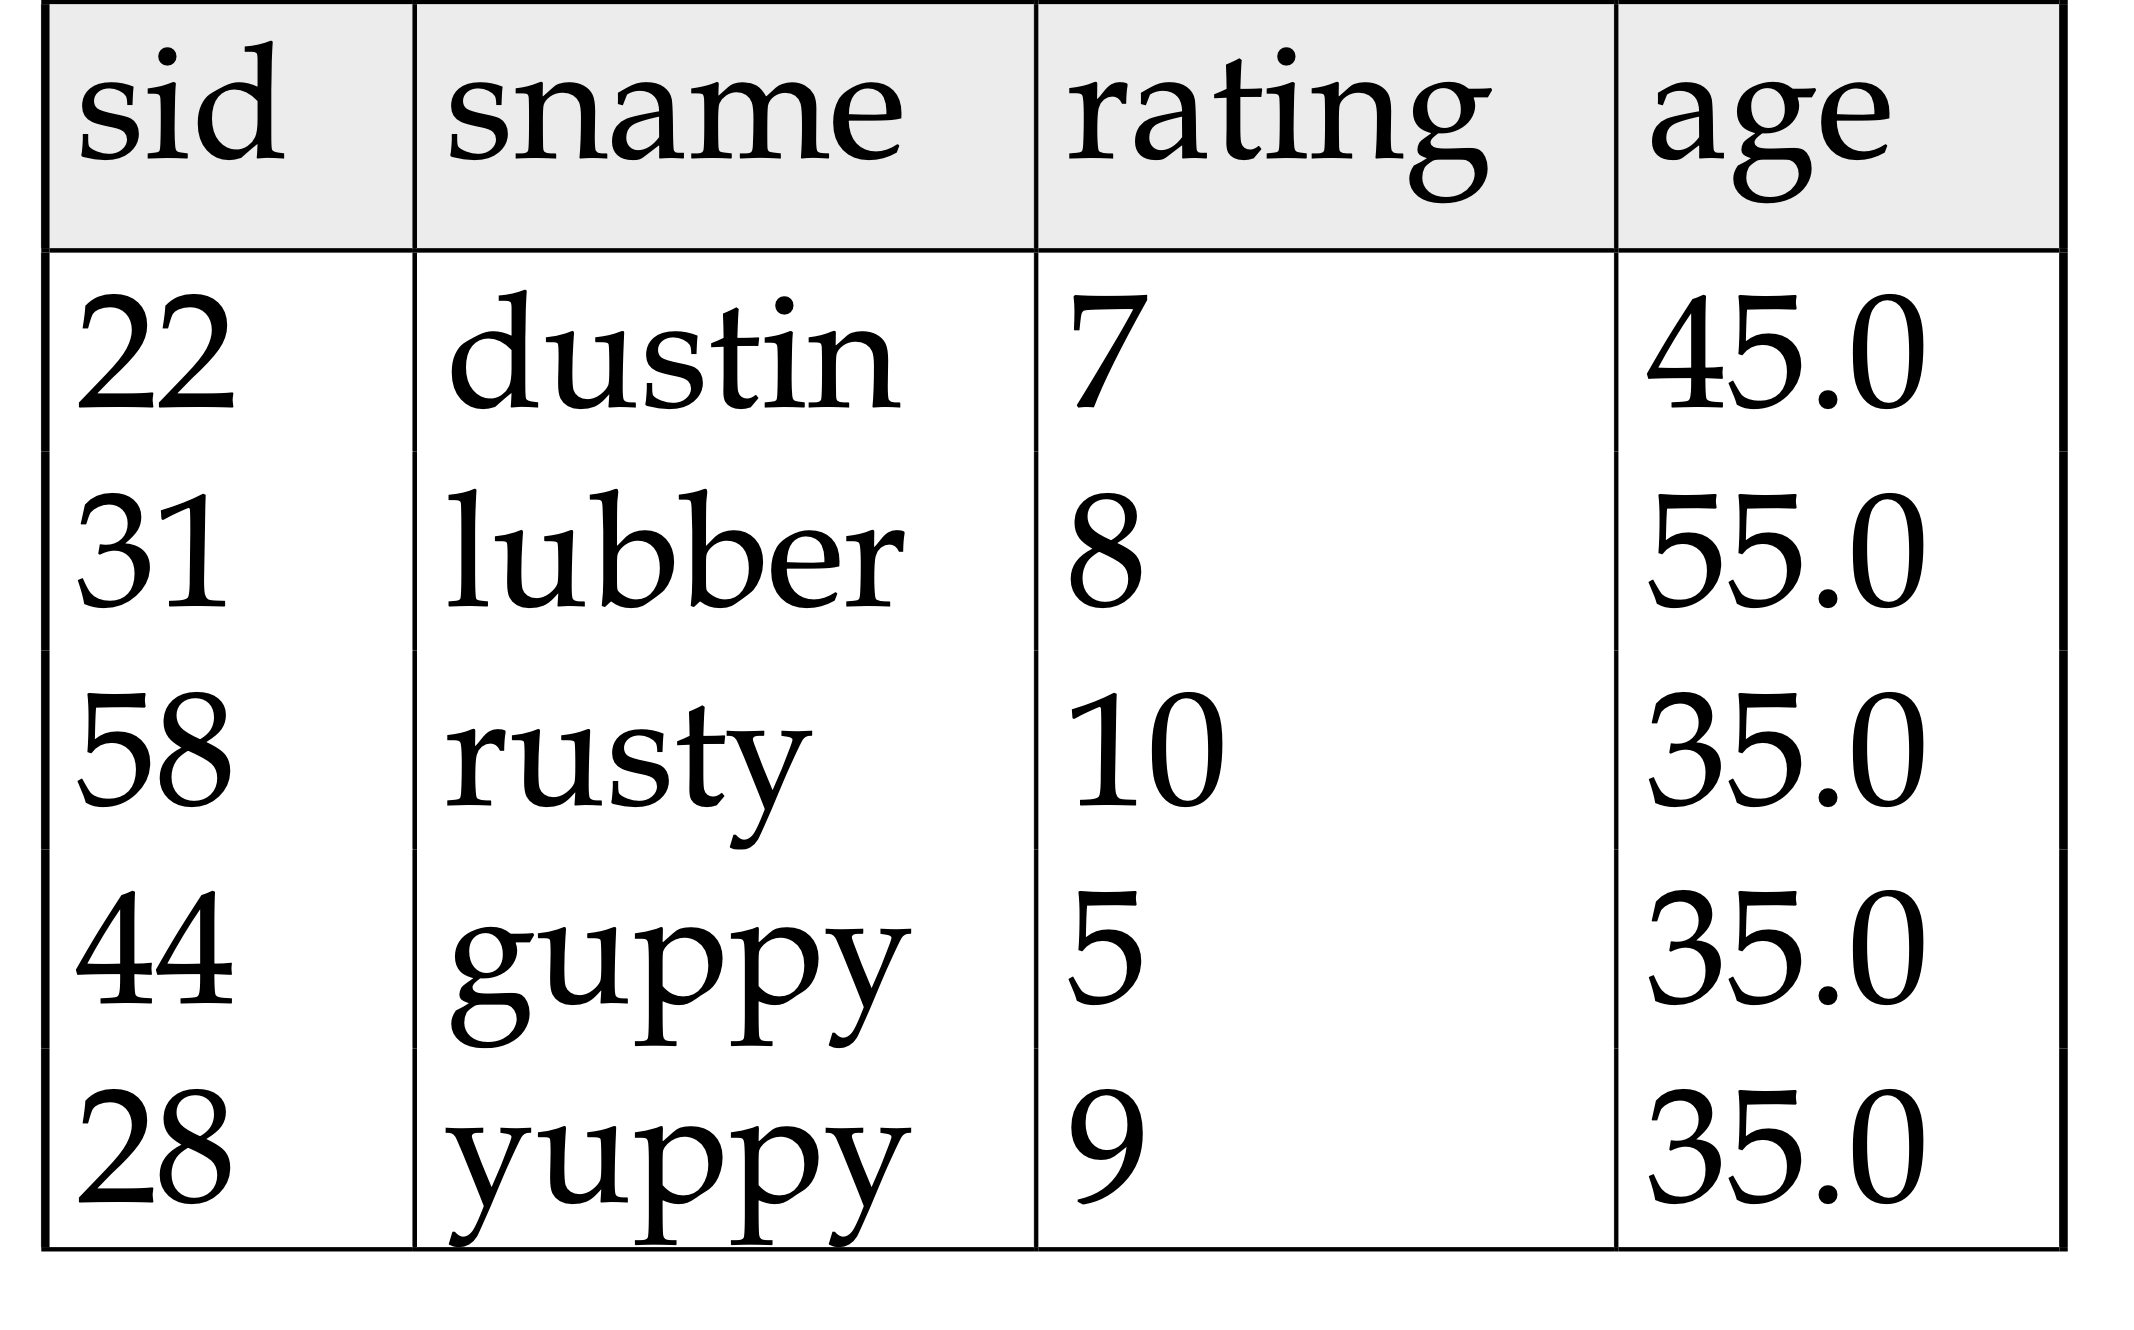 sid sname rating age
22 dustin 7 45.0
31 lubber 8 55.0
58 rusty 10 35.0
44 guppy 5 35.0
28 yuppy 9 35.0